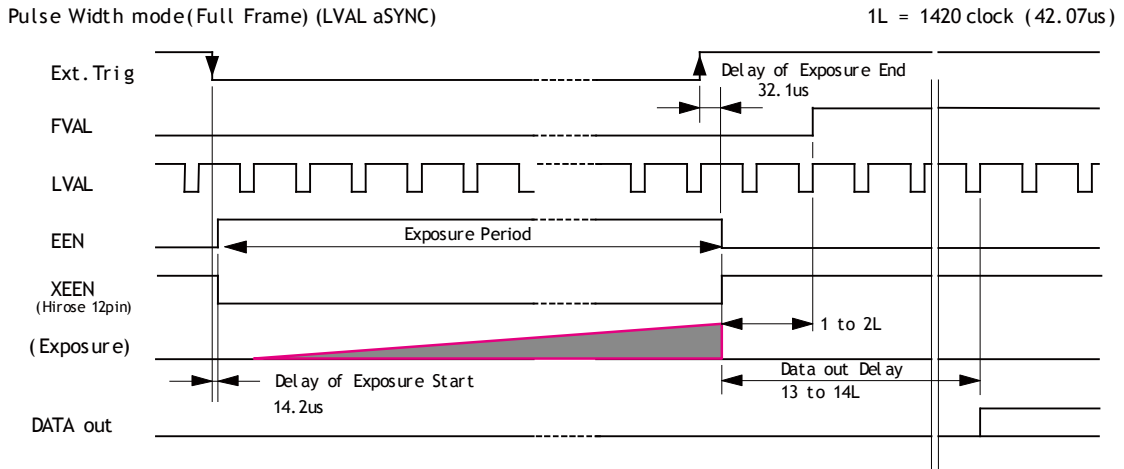 Pulse Width mode(Full Frame) (LVAL aSYNC)
1L = 1420 clock (42.07us)
Ext.Trig
Delay of Exposure End
32.1us
FVAL
LVAL
EEN
Exposure Period
XEEN
(Hirose 12pin)
1 to 2L
(Exposure)
Data out Delay
13 to 14L
Delay of Exposure Start
14.2us
DATA out